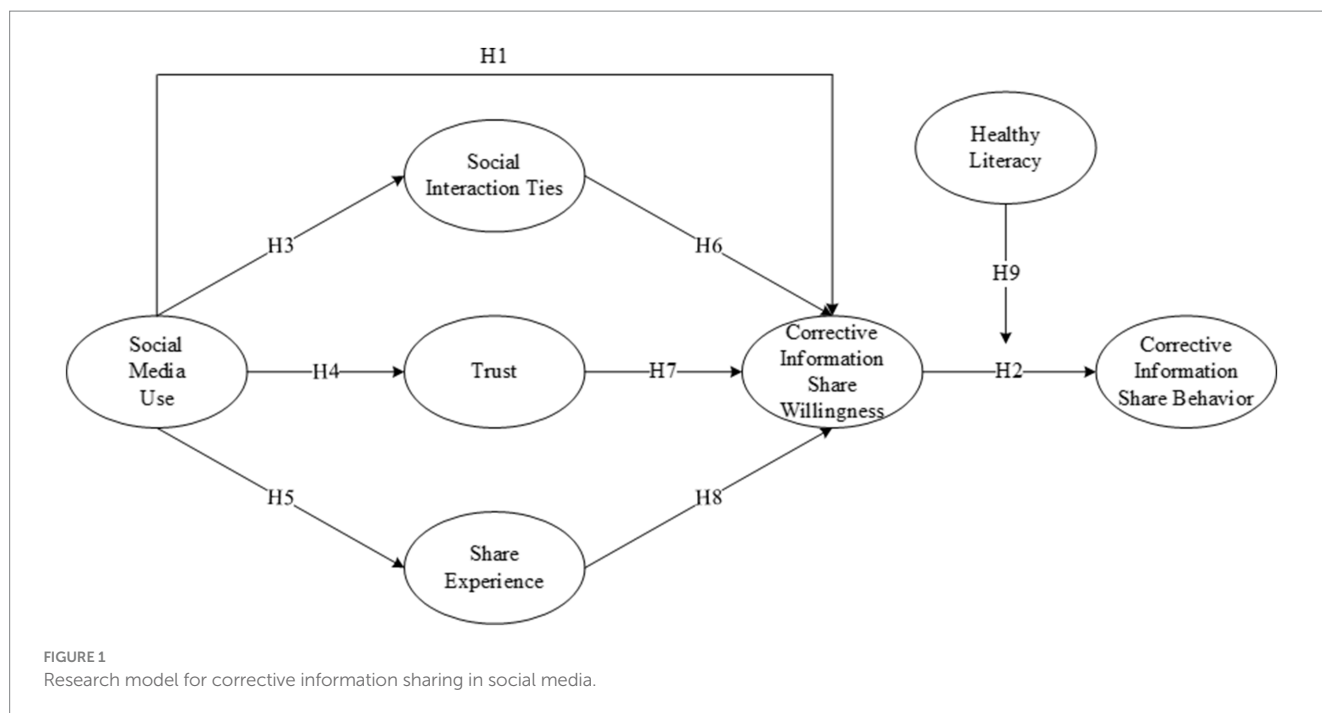 H1
Healthy
Literacy
Social
Interaction Ties
H3
H6
H9
Social
Media
Use
H4
Trust
H7
Corrective
Information
Share
Willingness
H2
Corrective
Information
Share Behavior
H5
H8
Share
Experience
FIGURE 1
Research model for corrective information sharing in social media.